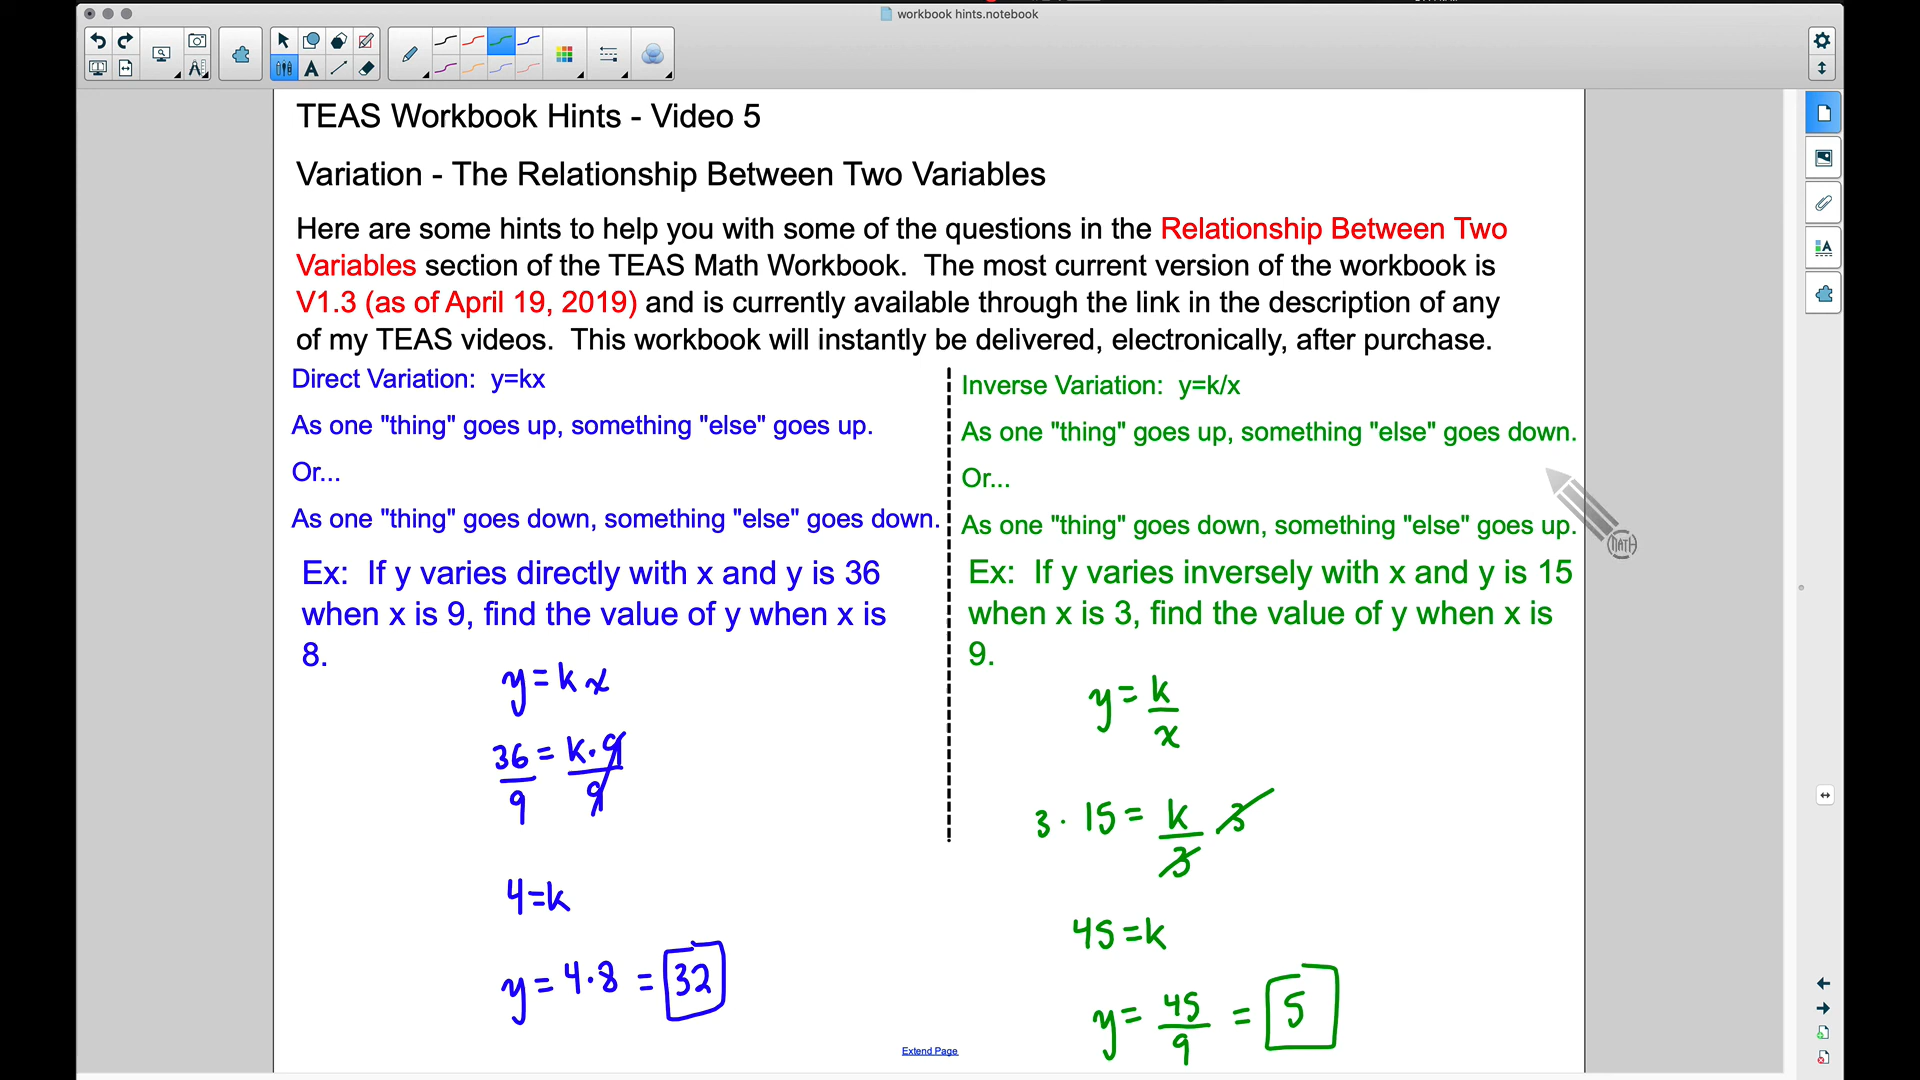 workbook hints.notebook
TEAS Workbook Hints - Video 5
Variation - The Relationship Between Two Variables
Here are some hints to help you with some of the questions in the Relationship Between Two
Variables section of the TEAS Math Workbook.  The most current version of the workbook is
V1.3 (as of April 19, 2019) and is currently available through the link in the description of any
of my TEAS videos.  This workbook will instantly be delivered, electronically, after purchase.
Direct Variation:  y=kx
As one "thing" goes up, something "else" goes up.
Or...
As one "thing" goes down, something "else" goes down.
Ex:  If y varies directly with x and y is 36
when x is 9, find the value of y when x is
8.
y = k x
36 = k · 9
9 9
4 = k
y = 4 · 8 = 32
Inverse Variation:  y=k/x
As one "thing" goes up, something "else" goes down.
Or...
As one "thing" goes down, something "else" goes up.
Ex:  If y varies inversely with x and y is 15
when x is 3, find the value of y when x is
9.
y = k
x
3 · 15 = k 3
3
45 = k
y = 45 = 5
9
MATH
Extend Page